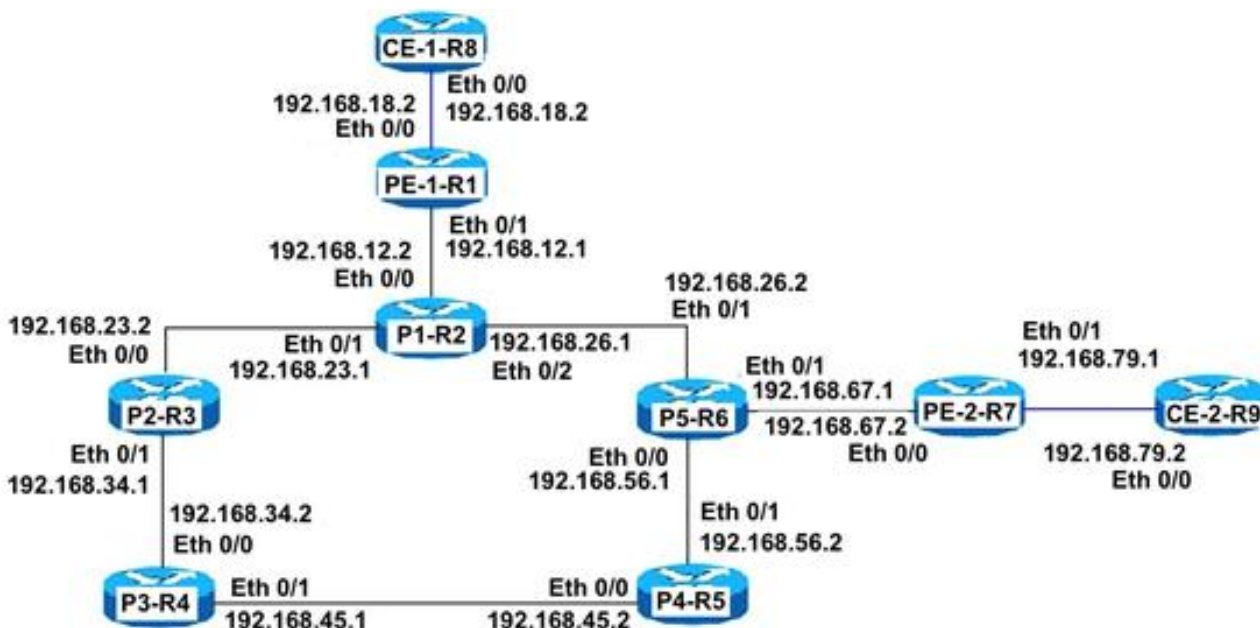 CE-1-R8
Eth 0/0
192.168.18.2
192.168.18.2
Eth 0/0
PE-1-R1
Eth 0/1
192.168.12.1
192.168.12.2
Eth 0/0
192.168.26.2
Eth 0/1
192.168.23.2
Eth 0/0
P1-R2
Eth 0/1
192.168.23.1
192.168.26.1
Eth 0/2
Eth 0/1
192.168.79.1
Eth 0/1
192.168.67.1
P2-R3
P5-R6
PE-2-R7
CE-2-R9
192.168.67.2
Eth 0/0
Eth 0/1
192.168.34.1
Eth 0/0
192.168.56.1
192.168.79.2
Eth 0/0
192.168.34.2
Eth 0/0
Eth 0/1
192.168.56.2
P3-R4
Eth 0/1
192.168.45.1
Eth 0/0
192.168.45.2
P4-R5